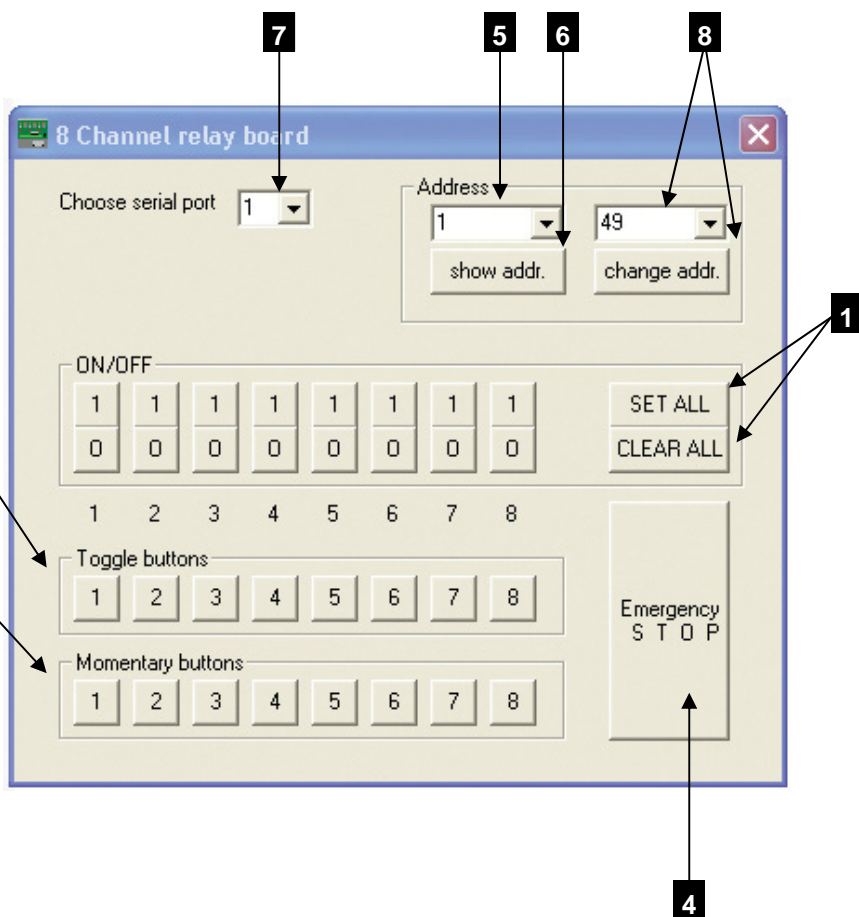 7 5 6 8
8 Channel relay board
Choose serial port 1
Address
1 49
show addr. change addr.
1
ON/OFF
1 1 1 1 1 1 1 1 SET ALL
0 0 0 0 0 0 0 0 CLEAR ALL
1 2 3 4 5 6 7 8
Toggle buttons
1 2 3 4 5 6 7 8
Emergency
S T O P
Momentary buttons
1 2 3 4 5 6 7 8
4